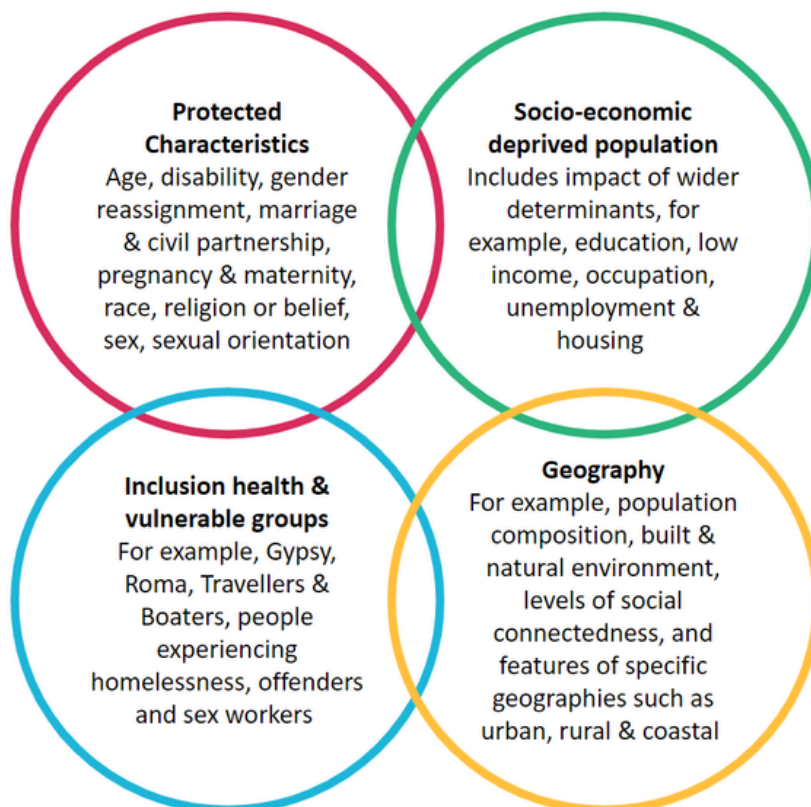 Protected
Characteristics
Age, disability, gender
reassignment, marriage
& civil partnership,
pregnancy & maternity,
race, religion or belief,
sex, sexual orientation
Socio-economic
deprived population
Includes impact of wider
determinants, for
example, education, low
income, occupation,
unemployment &
housing
Inclusion health &
vulnerable groups
For example, Gypsy,
Roma, Travellers &
Boaters, people
experiencing
homelessness, offenders
and sex workers
Geography
For example, population
composition, built &
natural environment,
levels of social
connectedness, and
features of specific
geographies such as
urban, rural & coastal